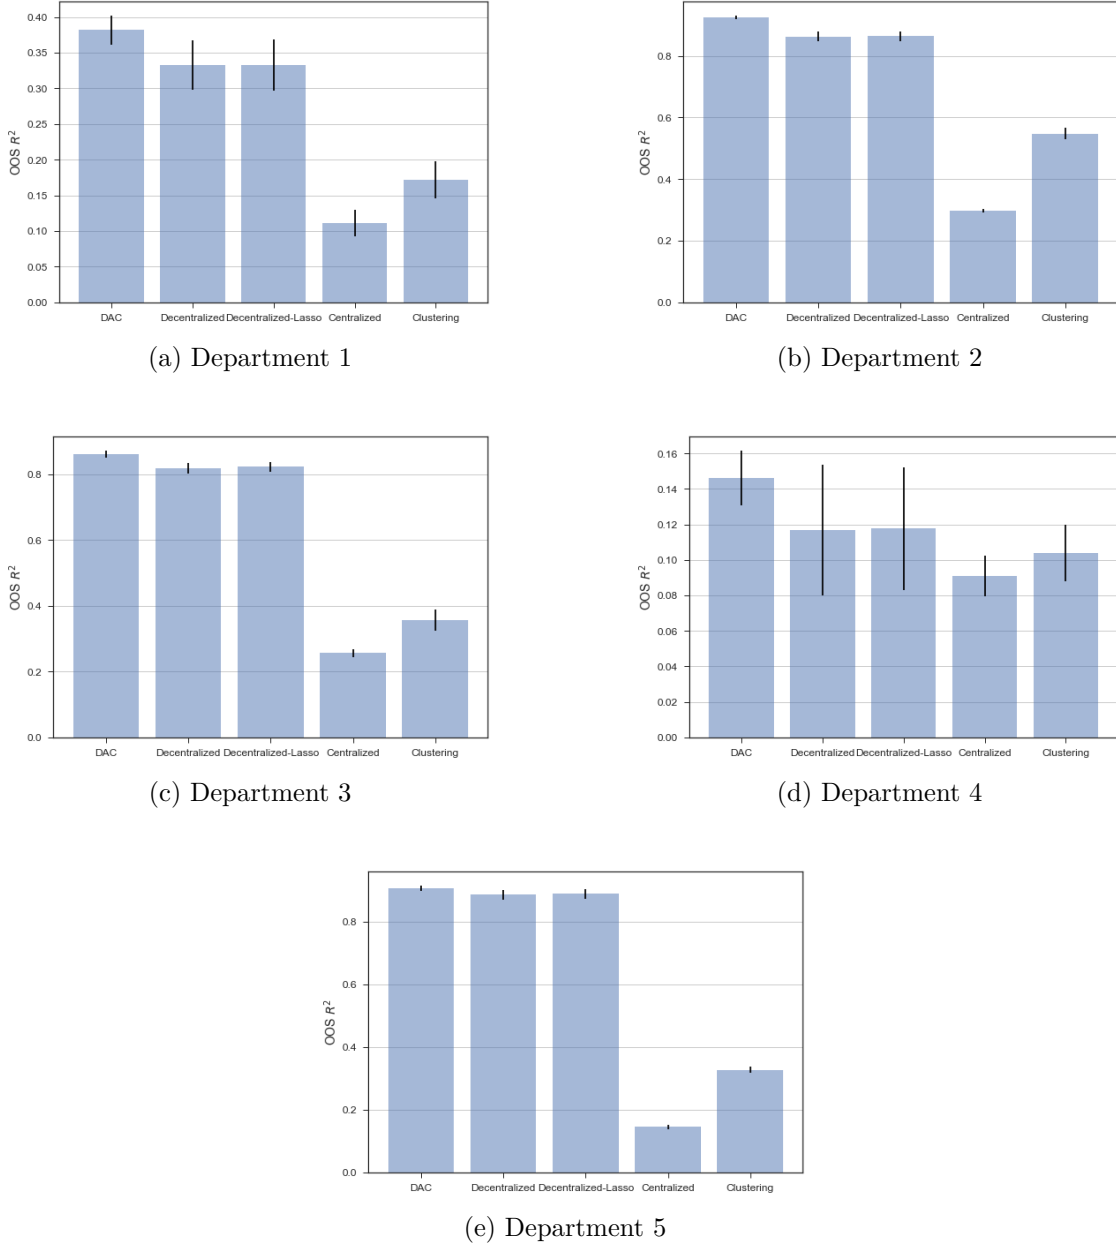 0.40
0.35
0.30
0.25
0.20
0.15
0.10
0.05
0.00
OOS R²
DAC Decentralized Decentralized-Lasso Centralized Clustering
(a) Department 1
0.8
0.6
0.4
0.2
0.0
OOS R²
DAC Decentralized Decentralized-Lasso Centralized Clustering
(b) Department 2
0.8
0.6
0.4
0.2
0.0
OOS R²
DAC Decentralized Decentralized-Lasso Centralized Clustering
(c) Department 3
0.16
0.14
0.12
0.10
0.08
0.06
0.04
0.02
0.00
OOS R²
DAC Decentralized Decentralized-Lasso Centralized Clustering
(d) Department 4
0.8
0.6
0.4
0.2
0.0
OOS R²
DAC Decentralized Decentralized-Lasso Centralized Clustering
(e) Department 5